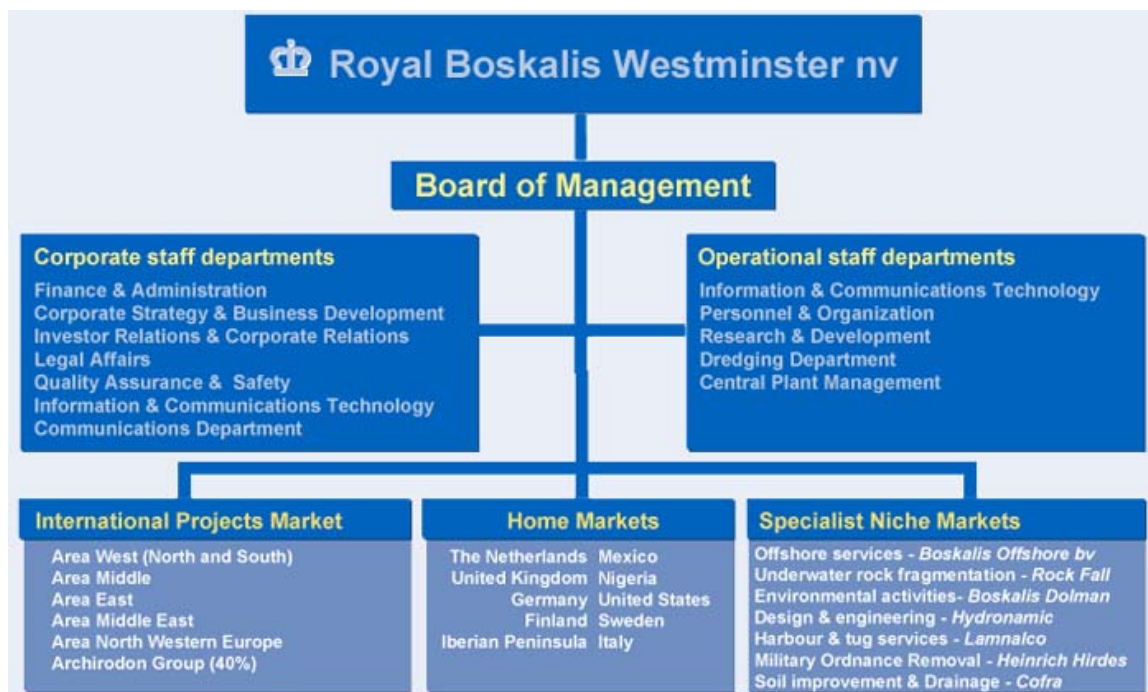 Royal Boskalis Westminster nv
Board of Management
Corporate staff departments
Finance & Administration
Corporate Strategy & Business Development
Investor Relations & Corporate Relations
Legal Affairs
Quality Assurance & Safety
Information & Communications Technology
Communications Department
Operational staff departments
Information & Communications Technology
Personnel & Organization
Research & Development
Dredging Department
Central Plant Management
International Projects Market
Area West (North and South)
Area Middle
Area East
Area Middle East
Area North Western Europe
Archirodon Group (40%)
Home Markets
The Netherlands Mexico
United Kingdom Nigeria
Germany United States
Finland Sweden
Iberian Peninsula Italy
Specialist Niche Markets
Offshore services - Boskalis Offshore bv
Underwater rock fragmentation - Rock Fall
Environmental activities- Boskalis Dolman
Design & engineering - Hydronamic
Harbour & tug services - Lamnalco
Military Ordnance Removal - Heinrich Hirdes
Soil improvement & Drainage - Cofra